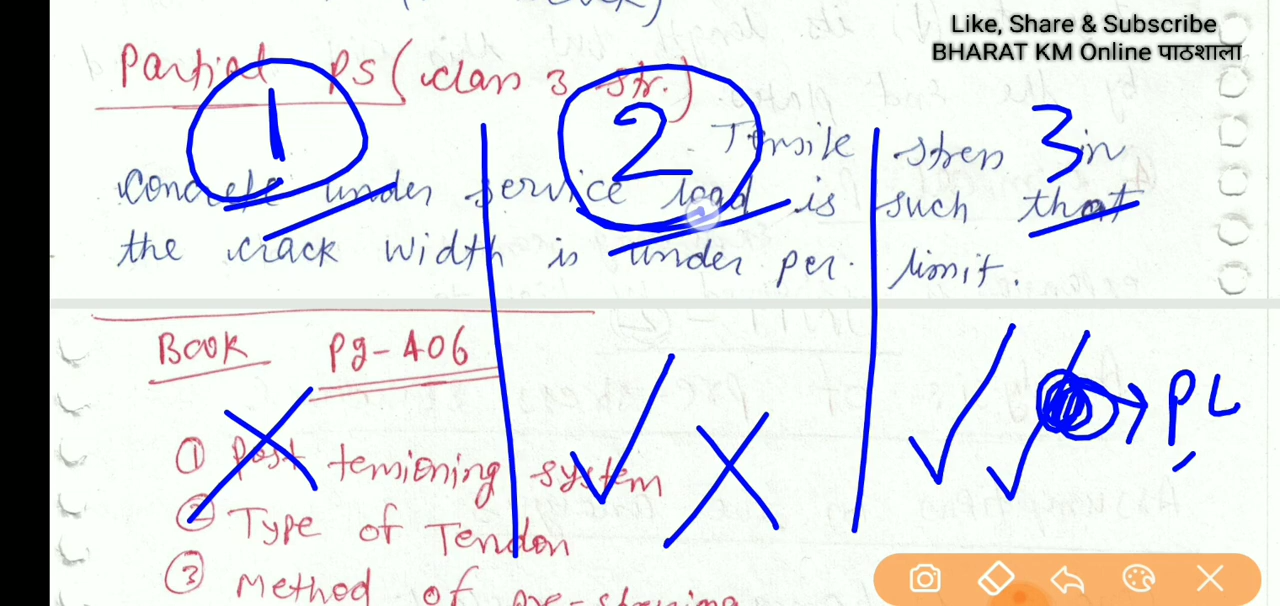 Like, Share & Subscribe
BHARAT KM Online पाठशाला
Partial PS (class 3 str.)
1 2 3
Tensile stress in
concrete under service load is such that
the crack width is under per. limit.
Book Pg-406
PL
① Post tensioning system
② Type of Tendon
③ Method of pre-stressing